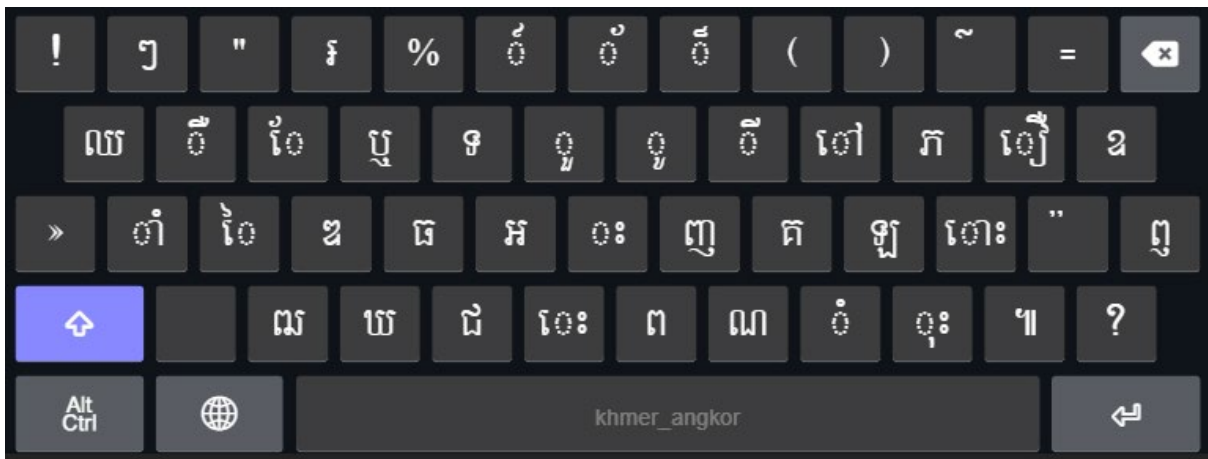 ! ៗ " ៛ % ៍ ័ ៏ ( ) ៎ =
ឈ ឺ ែ ឬ ទ ួ ូ ី ៅ ភ ឿ ឧ
» ាំ ៃ ឌ ធ អ ះ ញ គ ឡ ោះ ៉ ឮ
ឍ ឃ ជ េះ ព ណ ំ ុះ ៕ ?
Alt
Ctrl
khmer_angkor